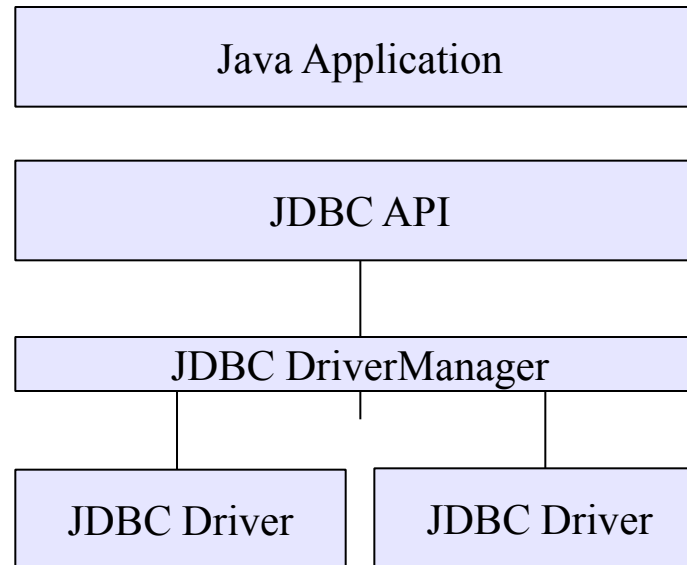 Java Application
JDBC API
JDBC DriverManager
JDBC Driver
JDBC Driver